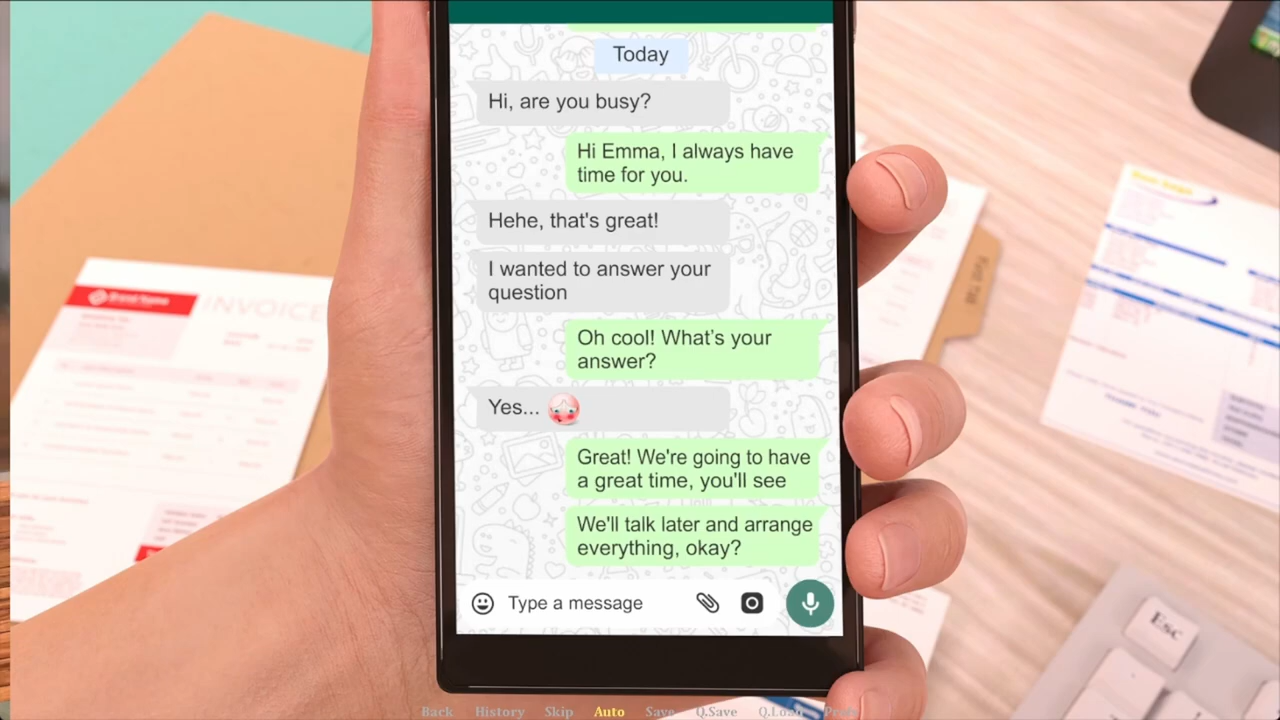 Today
Hi, are you busy?
Hi Emma, I always have
time for you.
Hehe, that's great!
I wanted to answer your
question
Oh cool! What's your
answer?
Yes...
Great! We're going to have
a great time, you'll see
We'll talk later and arrange
everything, okay?
Type a message
INVOICE
Esc
Back History Skip Auto Save Q.Save Q.Load